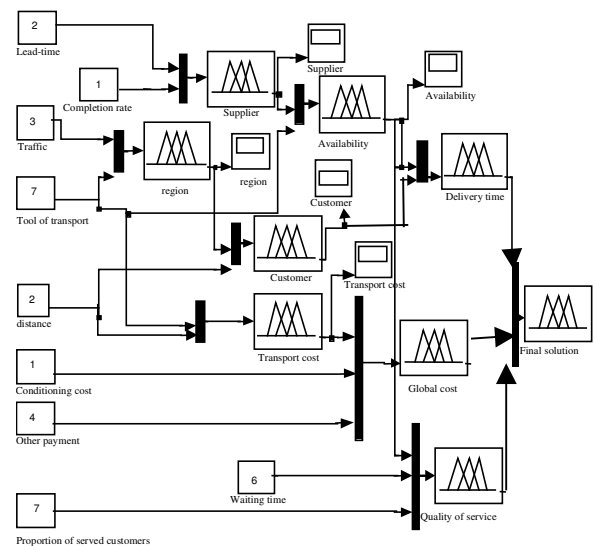 2
Lead-time
1
Completion rate
Supplier
Supplier
Availability
Availability
3
Traffic
region
region
7
Tool of transport
Delivery time
Customer
Customer
2
distance
Transport cost
Transport cost
Final solution
1
Conditioning cost
Global cost
4
Other payment
6
Waiting time
Quality of service
7
Proportion of served customers